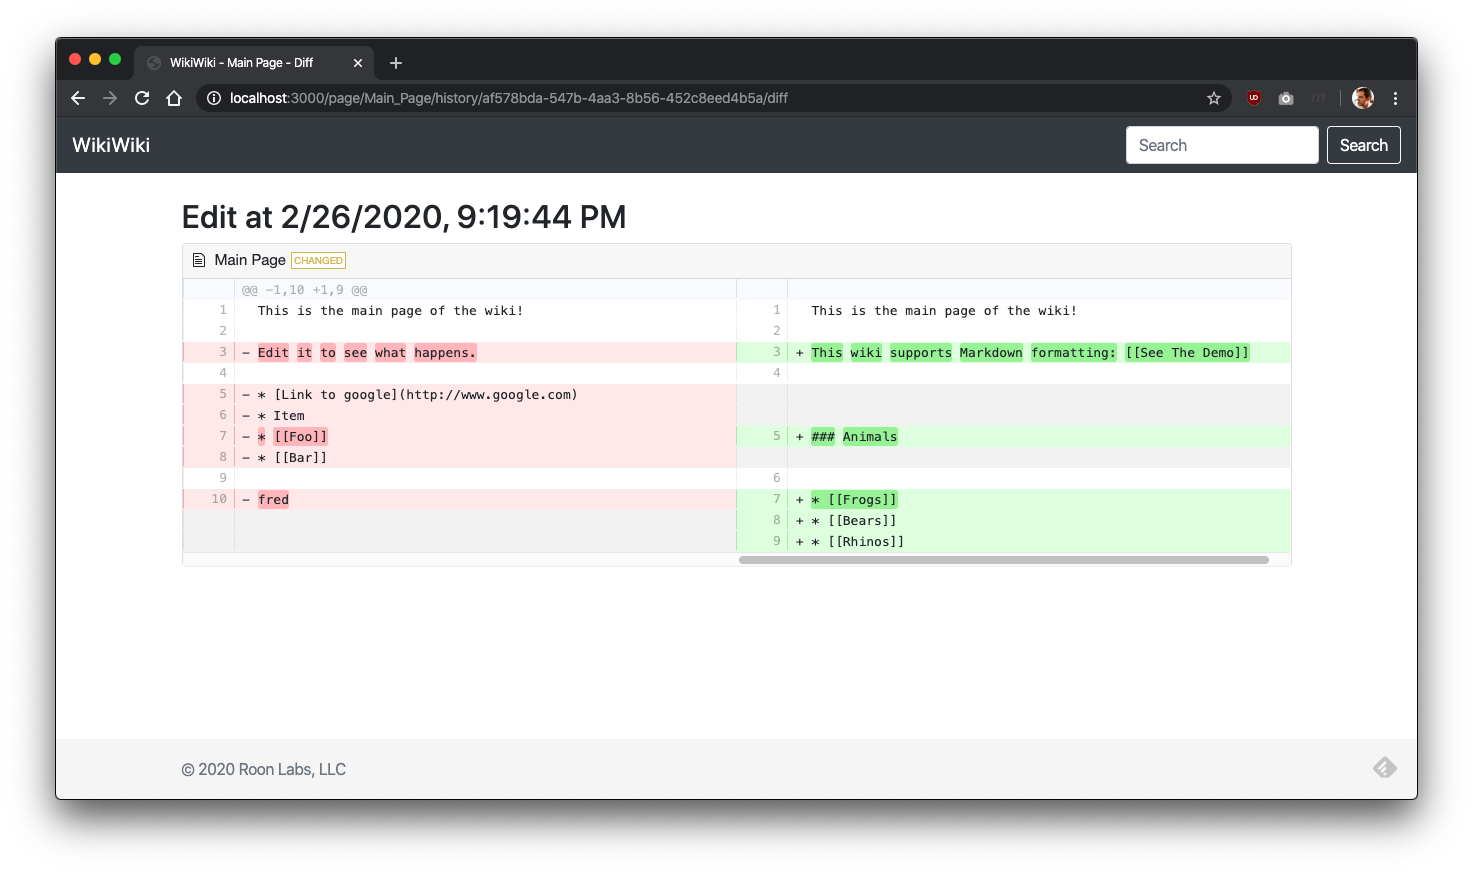 WikiWiki - Main Page - Diff
localhost:3000/page/Main_Page/history/af578bda-547b-4aa3-8b56-452c8eed4b5a/diff
WikiWiki
Search
Search
Edit at 2/26/2020, 9:19:44 PM
Main Page CHANGED
@@ -1,10 +1,9 @@
1 This is the main page of the wiki!
1 This is the main page of the wiki!
2
2
3 - Edit it to see what happens.
3 + This wiki supports Markdown formatting: [[See The Demo]]
4
4
5 - * [Link to google](http://www.google.com)
6 - * Item
7 - * [[Foo]]
5 + ### Animals
8 - * [[Bar]]
9
6
10 - fred
7 + * [[Frogs]]
8 + * [[Bears]]
9 + * [[Rhinos]]
© 2020 Roon Labs, LLC